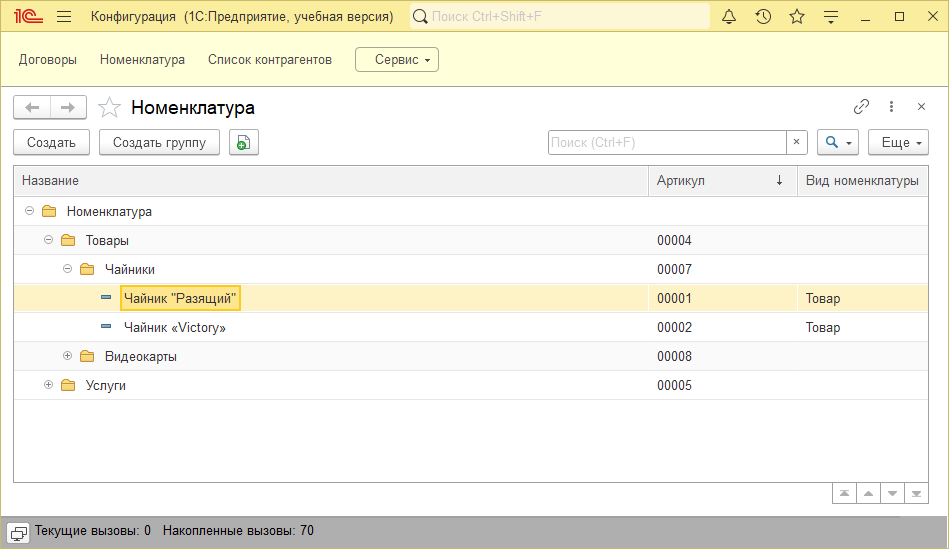 1С Конфигурация (1С:Предприятие, учебная версия) Поиск Ctrl+Shift+F
Договоры Номенклатура Список контрагентов Сервис
Номенклатура
Создать Создать группу Поиск (Ctrl+F) × Еще
Название Артикул ↓ Вид номенклатуры
Номенклатура
Товары 00004
Чайники 00007
Чайник "Разящий" 00001 Товар
Чайник «Victory» 00002 Товар
Видеокарты 00008
Услуги 00005
Текущие вызовы: 0 Накопленные вызовы: 70